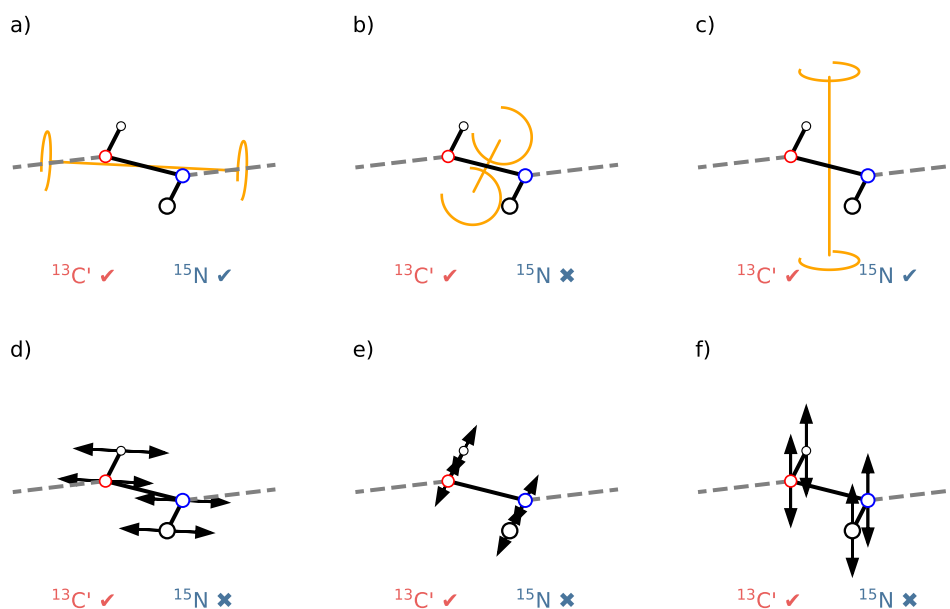 a) b) c)
¹³C' ✔ ¹⁵N ✔ ¹³C' ✔ ¹⁵N ✖ ¹³C' ✔ ¹⁵N ✔
d) e) f)
¹³C' ✔ ¹⁵N ✖ ¹³C' ✔ ¹⁵N ✖ ¹³C' ✔ ¹⁵N ✖